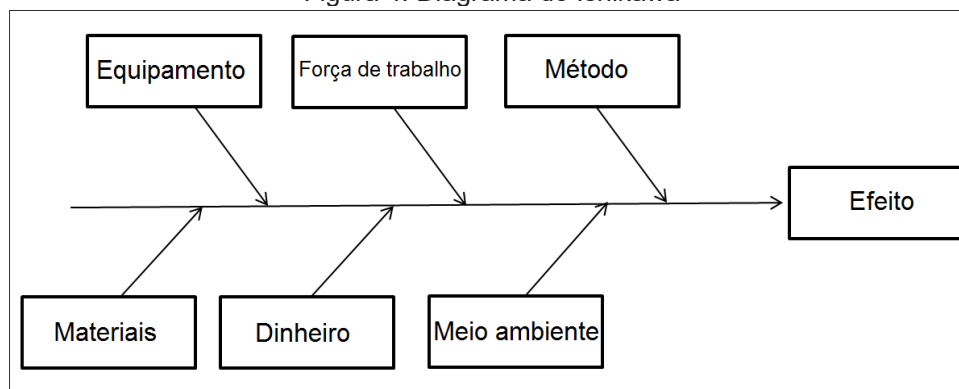 Equipamento
Força de trabalho
Método
Efeito
Materiais
Dinheiro
Meio ambiente